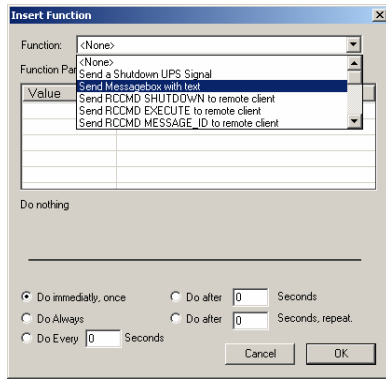 Insert Function
Function: <None>
<None>
Function Par
Send a Shutdown UPS Signal
Send Messagebox with text
Value
Send RCCMD SHUTDOWN to remote client
Send RCCMD EXECUTE to remote client
Send RCCMD MESSAGE_ID to remote client
Do nothing
Do immediatly, once
Do after 0 Seconds
Do Always
Do after 0 Seconds, repeat.
Do Every 0 Seconds
Cancel OK